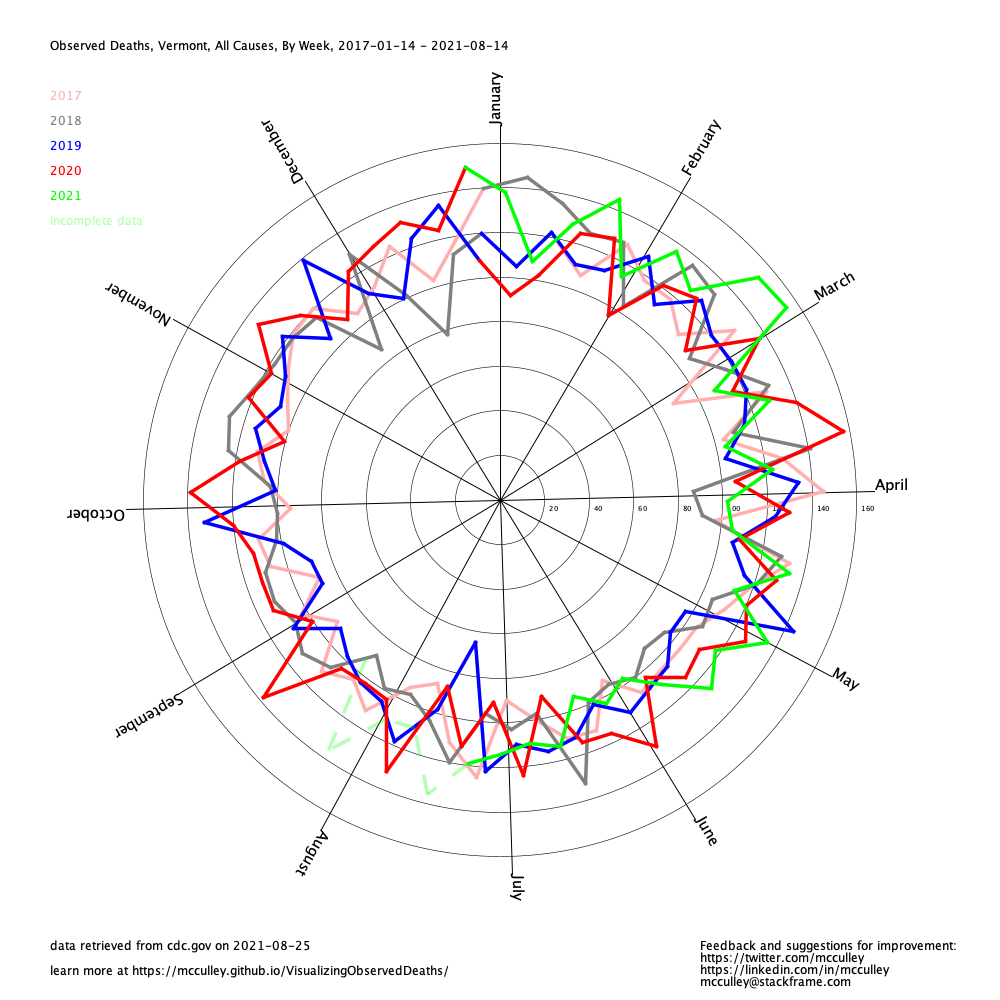 Observed Deaths, Vermont, All Causes, By Week, 2017-01-14 - 2021-08-14
2017
2018
2019
2020
2021
incomplete data
January
February
March
April
May
June
July
August
September
October
November
December
20
40
60
80
100
120
140
160
data retrieved from cdc.gov on 2021-08-25
learn more at https://mcculley.github.io/VisualizingObservedDeaths/
Feedback and suggestions for improvement:
https://twitter.com/mcculley
https://linkedin.com/in/mcculley
mcculley@stackframe.com